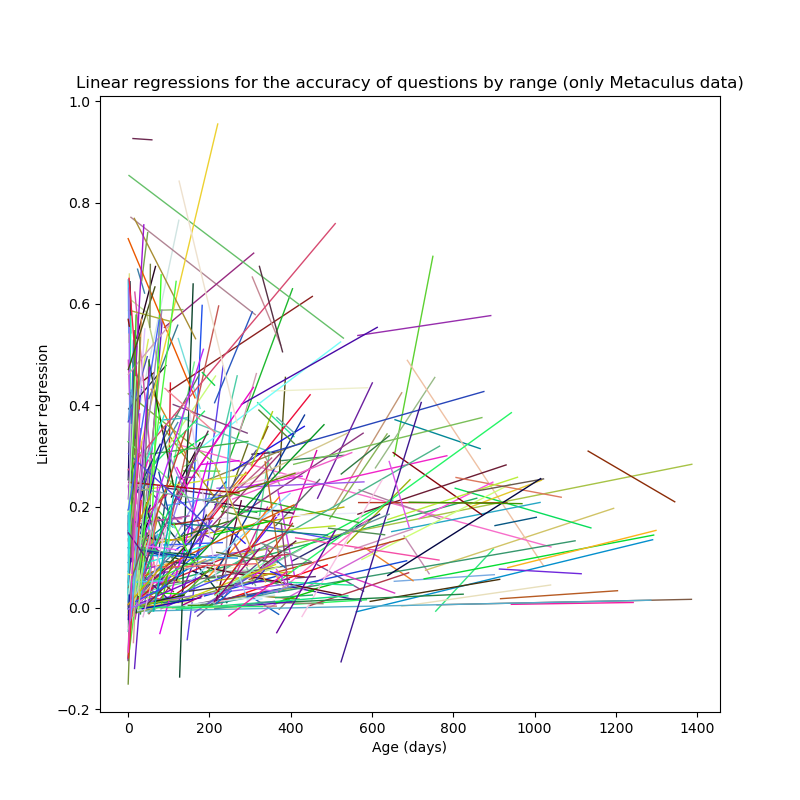 Linear regressions for the accuracy of questions by range (only Metaculus data)
1.0
0.8
0.6
0.4
0.2
0.0
−0.2
Linear regression
0 200 400 600 800 1000 1200 1400
Age (days)